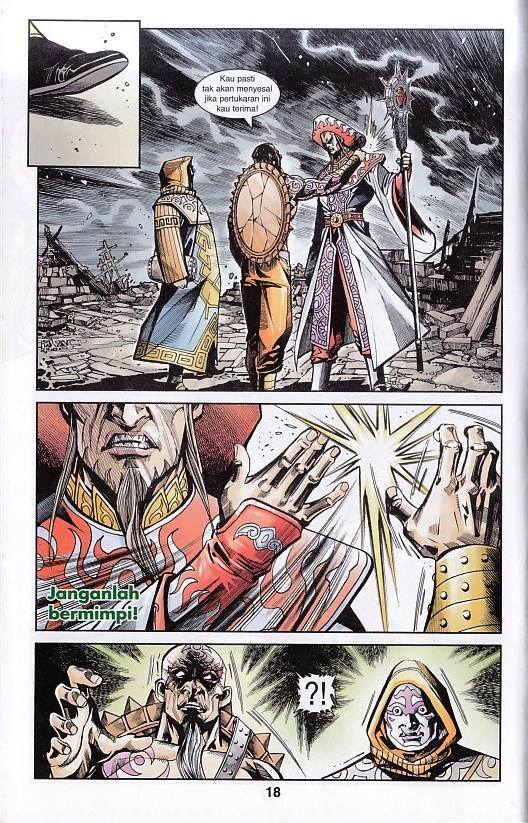 Kau pasti
tak akan menyesal
jika pertukaran ini
kau terima!
Janganlah
bermimpi!
?!
18